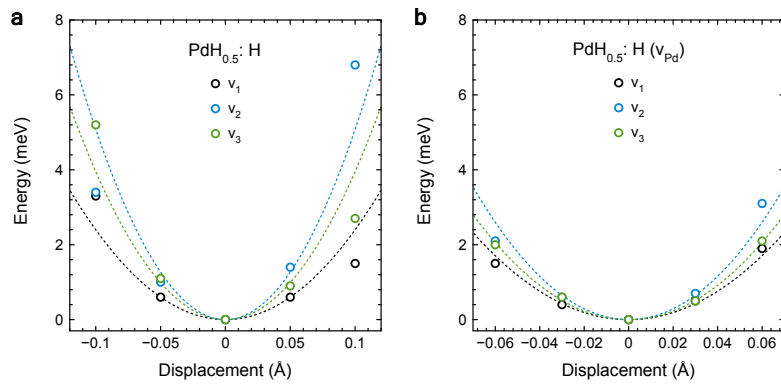 a
PdH0.5: H
v1
v2
v3
Energy (meV)
8
6
4
2
0
−0.1 −0.05 0 0.05 0.1
Displacement (Å)
b
PdH0.5: H (vPd)
v1
v2
v3
Energy (meV)
8
6
4
2
0
−0.06 −0.04 −0.02 0 0.02 0.04 0.06
Displacement (Å)